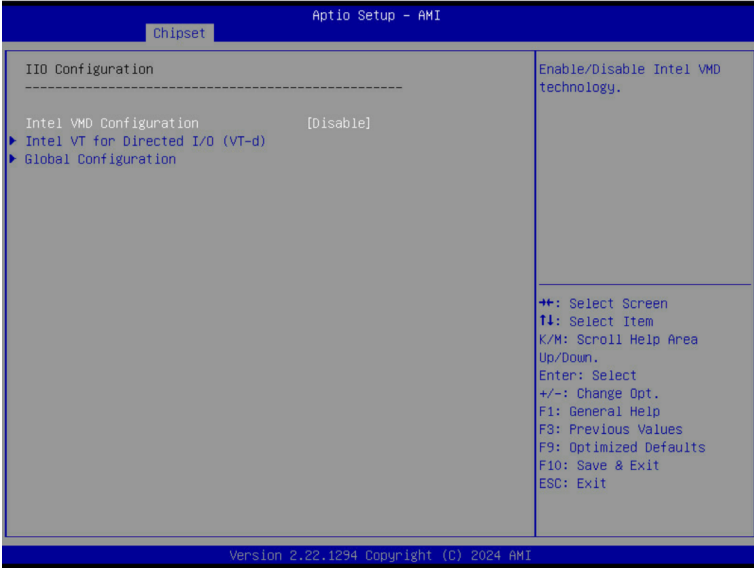 Aptio Setup – AMI
Chipset
IIO Configuration
--------------------------------------------------
Intel VMD Configuration [Disable]
Intel VT for Directed I/O (VT-d)
Global Configuration
Enable/Disable Intel VMD
technology.
→←: Select Screen
↑↓: Select Item
K/M: Scroll Help Area
Up/Down.
Enter: Select
+/-: Change Opt.
F1: General Help
F3: Previous Values
F9: Optimized Defaults
F10: Save & Exit
ESC: Exit
Version 2.22.1294 Copyright (C) 2024 AMI